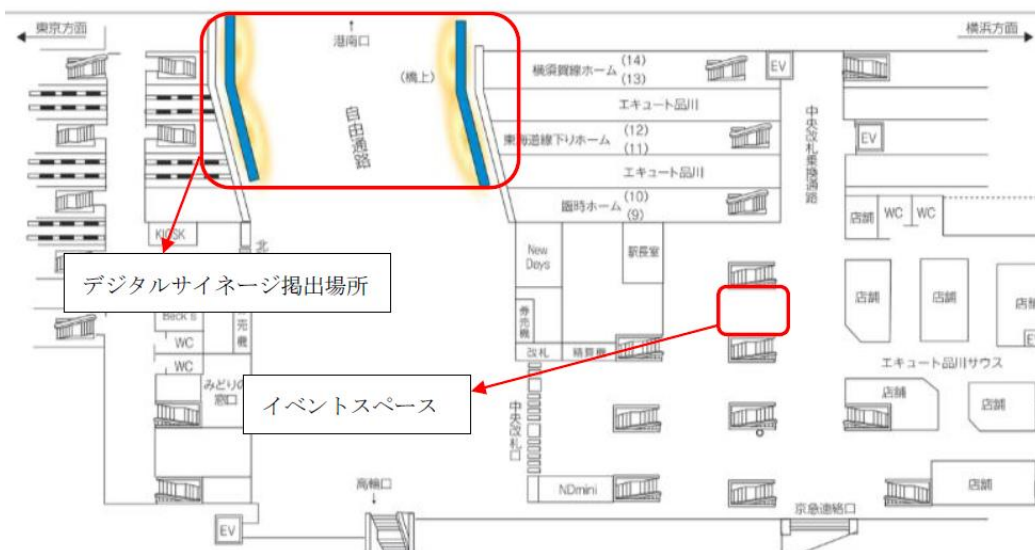 東京方面
横浜方面
港南口
(橋上)
自由通路
横須賀線ホーム (14)
(13)
エキュート品川
東海道線下りホーム (12)
(11)
エキュート品川
臨時ホーム (10)
(9)
EV
中央改札乗換通路
EV
KIOSK
北
New
Days
駅長室
店舗
WC
WC
デジタルサイネージ掲出場所
店舗
店舗
店舗
Beck's
売機
券売機
WC
改札
精算機
WC
エキュート品川サウス
みどりの
窓口
イベントスペース
店舗
店舗
中央改札口
高輪口
NDmini
店舗
EV
京急連絡口